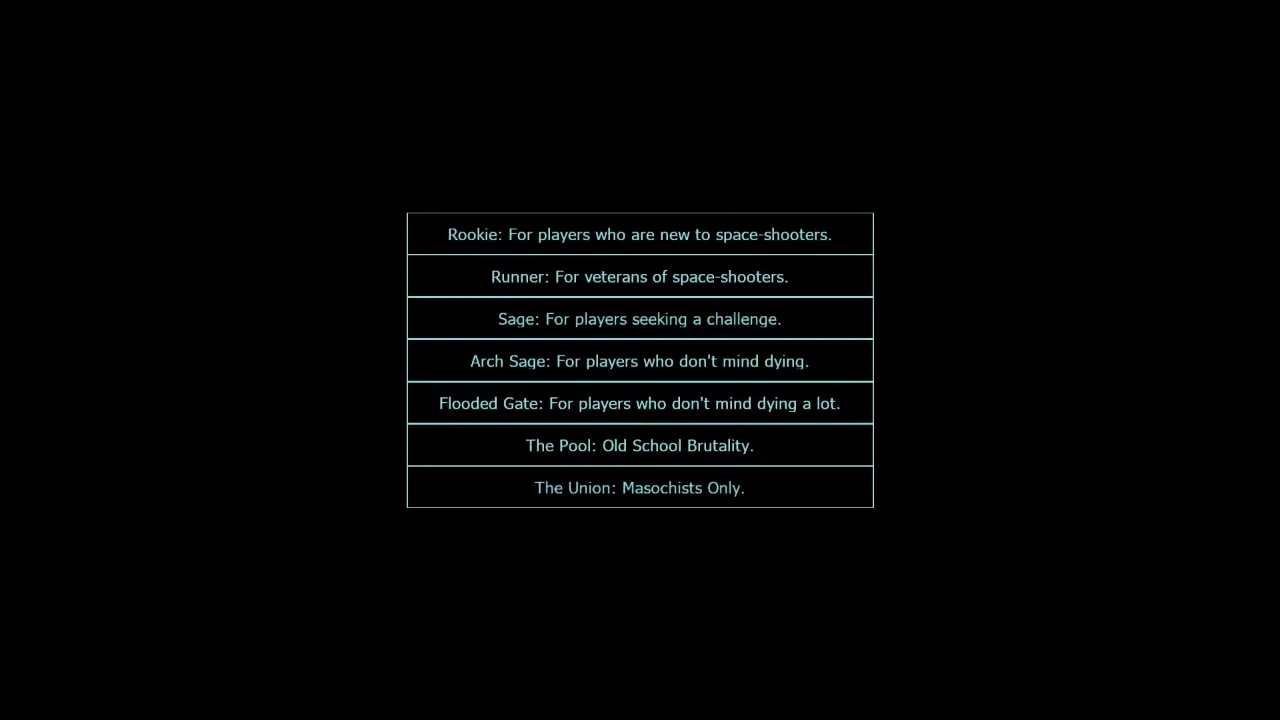 Rookie: For players who are new to space-shooters.
Runner: For veterans of space-shooters.
Sage: For players seeking a challenge.
Arch Sage: For players who don't mind dying.
Flooded Gate: For players who don't mind dying a lot.
The Pool: Old School Brutality.
The Union: Masochists Only.